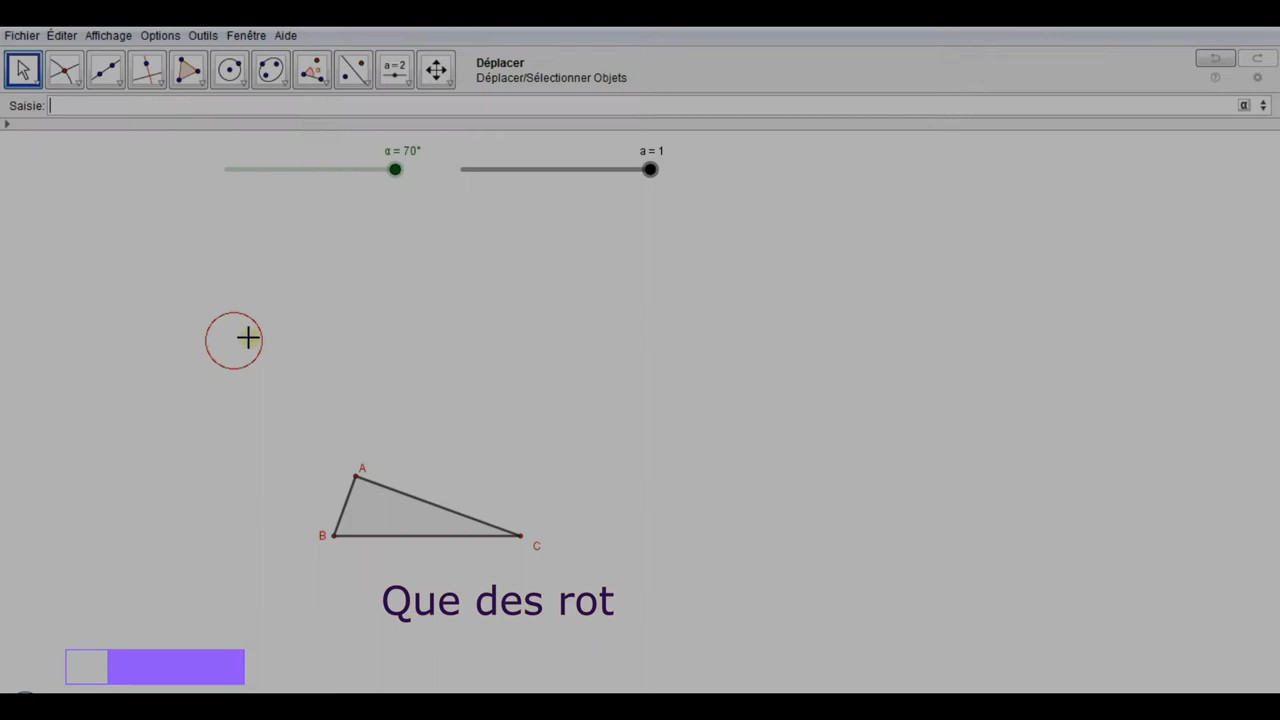 Fichier Éditer Affichage Options Outils Fenêtre Aide
a = 2
Déplacer
Déplacer/Sélectionner Objets
Saisie:
α
α = 70°
a = 1
A
B
C
Que des rot